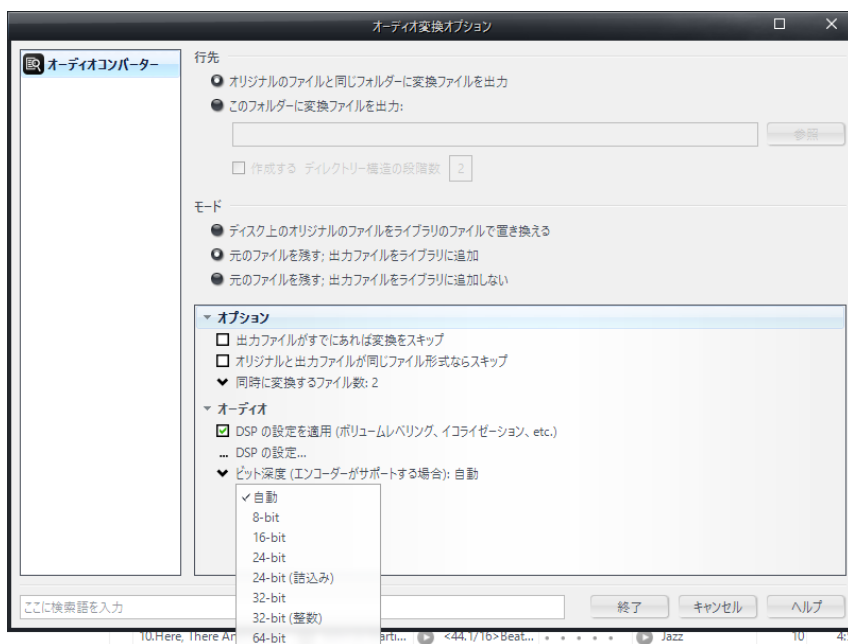 オーディオ変換オプション
オーディオコンバーター
行先
オリジナルのファイルと同じフォルダーに変換ファイルを出力
このフォルダーに変換ファイルを出力:
参照
作成する ディレクトリー構造の段階数 2
モード
ディスク上のオリジナルのファイルをライブラリのファイルで置き換える
元のファイルを残す; 出力ファイルをライブラリに追加
元のファイルを残す; 出力ファイルをライブラリに追加しない
オプション
出力ファイルがすでにあれば変換をスキップ
オリジナルと出力ファイルが同じファイル形式ならスキップ
同時に変換するファイル数: 2
オーディオ
DSP の設定を適用 (ボリュームレベリング、イコライゼーション、etc.)
... DSP の設定...
ビット深度 (エンコーダーがサポートする場合): 自動
自動
8-bit
16-bit
24-bit
24-bit (詰込み)
32-bit
32-bit (整数)
64-bit
ここに検索語を入力
終了 キャンセル ヘルプ
10.Here, There <44.1/16>Beat... Jazz 10